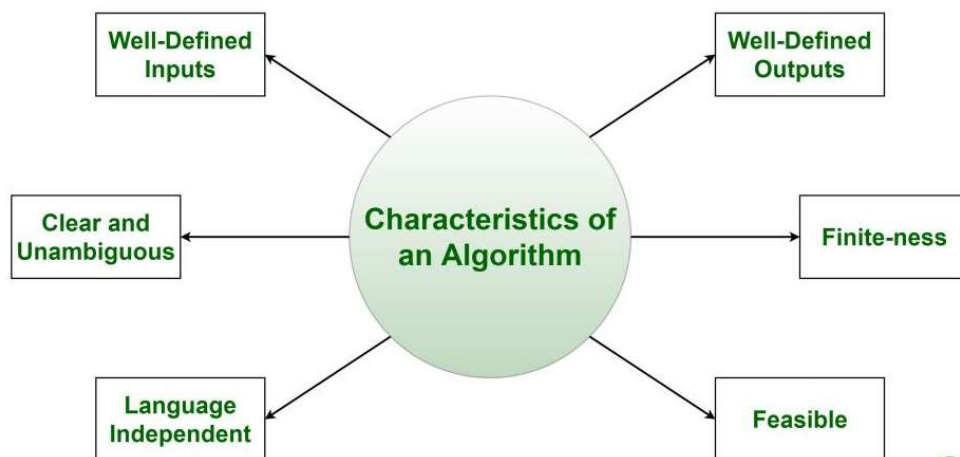 Well-Defined
Inputs
Well-Defined
Outputs
Clear and
Unambiguous
Characteristics of
an Algorithm
Finite-ness
Language
Independent
Feasible